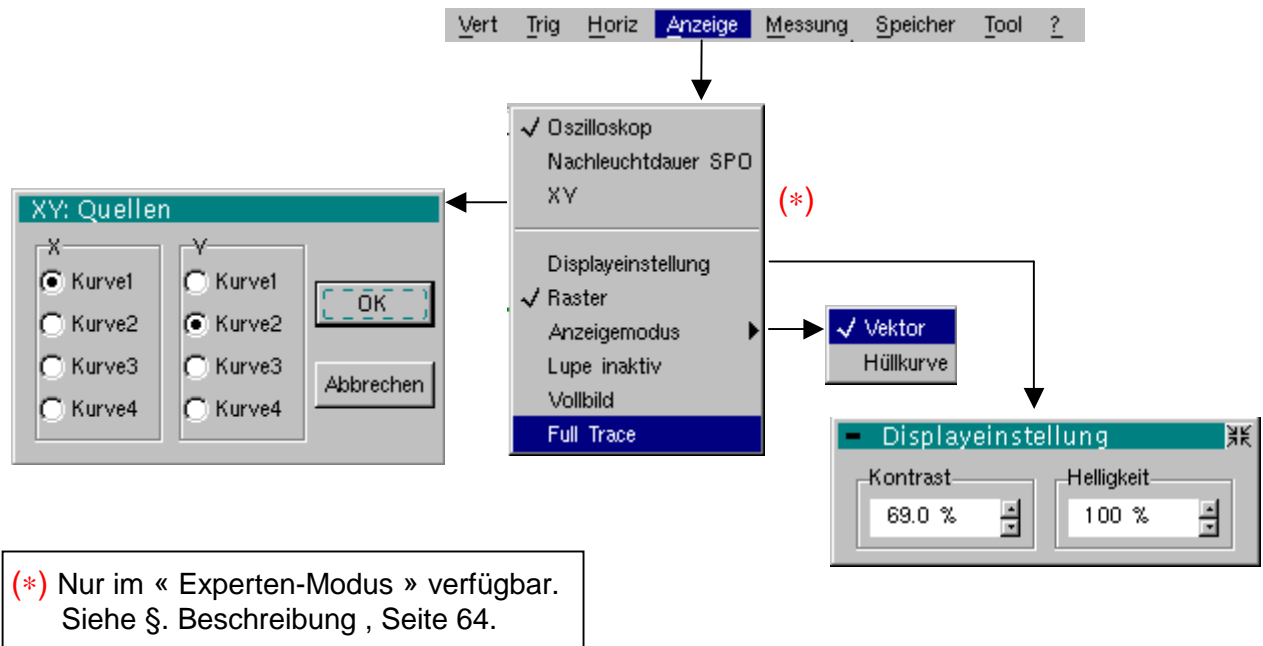 Vert Trig Horiz Anzeige Messung Speicher Tool ?
Oszilloskop
Nachleuchtdauer SPO
XY
(*)
Displayeinstellung
Raster
Anzeigemodus
Lupe inaktiv
Vollbild
Full Trace
XY: Quellen
X Y
Kurve1 Kurve1
Kurve2 Kurve2
Kurve3 Kurve3
Kurve4 Kurve4
OK
Abbrechen
Vektor
Hüllkurve
Displayeinstellung
Kontrast Helligkeit
69.0 % 100 %
(*) Nur im « Experten-Modus » verfügbar.
Siehe §. Beschreibung , Seite 64.